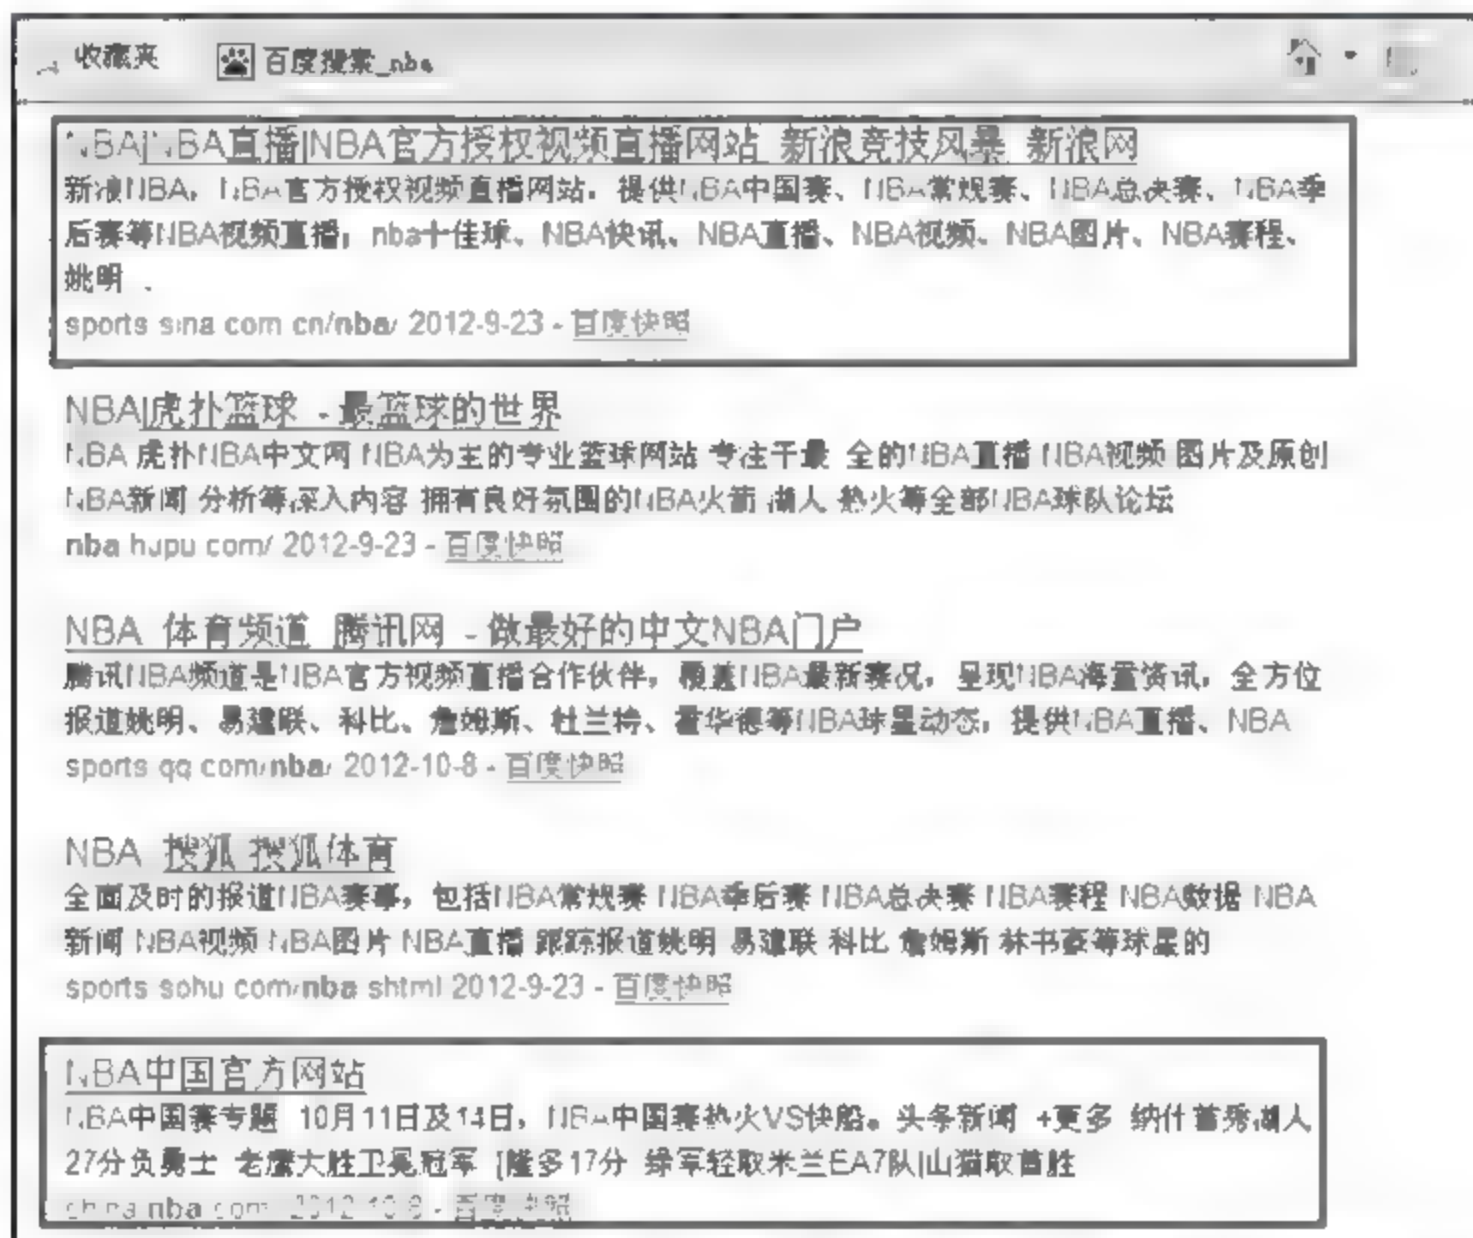 收藏夹 百度搜索_nba
NBA|NBA直播|NBA官方授权视频直播网站_新浪竞技风暴_新浪网
新浪NBA，NBA官方授权视频直播网站，提供NBA中国赛、NBA常规赛、NBA总决赛、NBA季
后赛等NBA视频直播，nba十佳球、NBA快讯、NBA直播、NBA视频、NBA图片、NBA赛程、
姚明
sports sina com cn/nba/ 2012-9-23 - 百度快照
NBA|虎扑篮球 - 最篮球的世界
NBA 虎扑NBA中文网 NBA为主的专业篮球网站 专注于最 全的NBA直播 NBA视频 图片及原创
NBA新闻 分析等深入内容 拥有良好氛围的NBA火箭 湖人 热火等全部NBA球队论坛
nba hupu com/ 2012-9-23 - 百度快照
NBA_体育频道_腾讯网 - 做最好的中文NBA门户
腾讯NBA频道是NBA官方视频直播合作伙伴，覆盖NBA最新赛况，呈现NBA海量资讯，全方位
报道姚明、易建联、科比、詹姆斯、杜兰特、霍华德等NBA球星动态，提供NBA直播、NBA
sports qq com/nba/ 2012-10-8 - 百度快照
NBA_搜狐 搜狐体育
全面及时的报道NBA赛事，包括NBA常规赛 NBA季后赛 NBA总决赛 NBA赛程 NBA数据 NBA
新闻 NBA视频 NBA图片 NBA直播 跟踪报道姚明 易建联 科比 詹姆斯 林书豪等球星的
sports sohu com/nba shtml 2012-9-23 - 百度快照
NBA中国官方网站
NBA中国赛专题 10月11日及14日，NBA中国赛热火VS快船。头条新闻 +更多 纳什首秀湖人
27分负勇士 老鹰大胜卫冕冠军 |隆多17分 绿军轻取米兰EA7队|山猫取首胜
china nba com 2012-10-8 - 百度快照